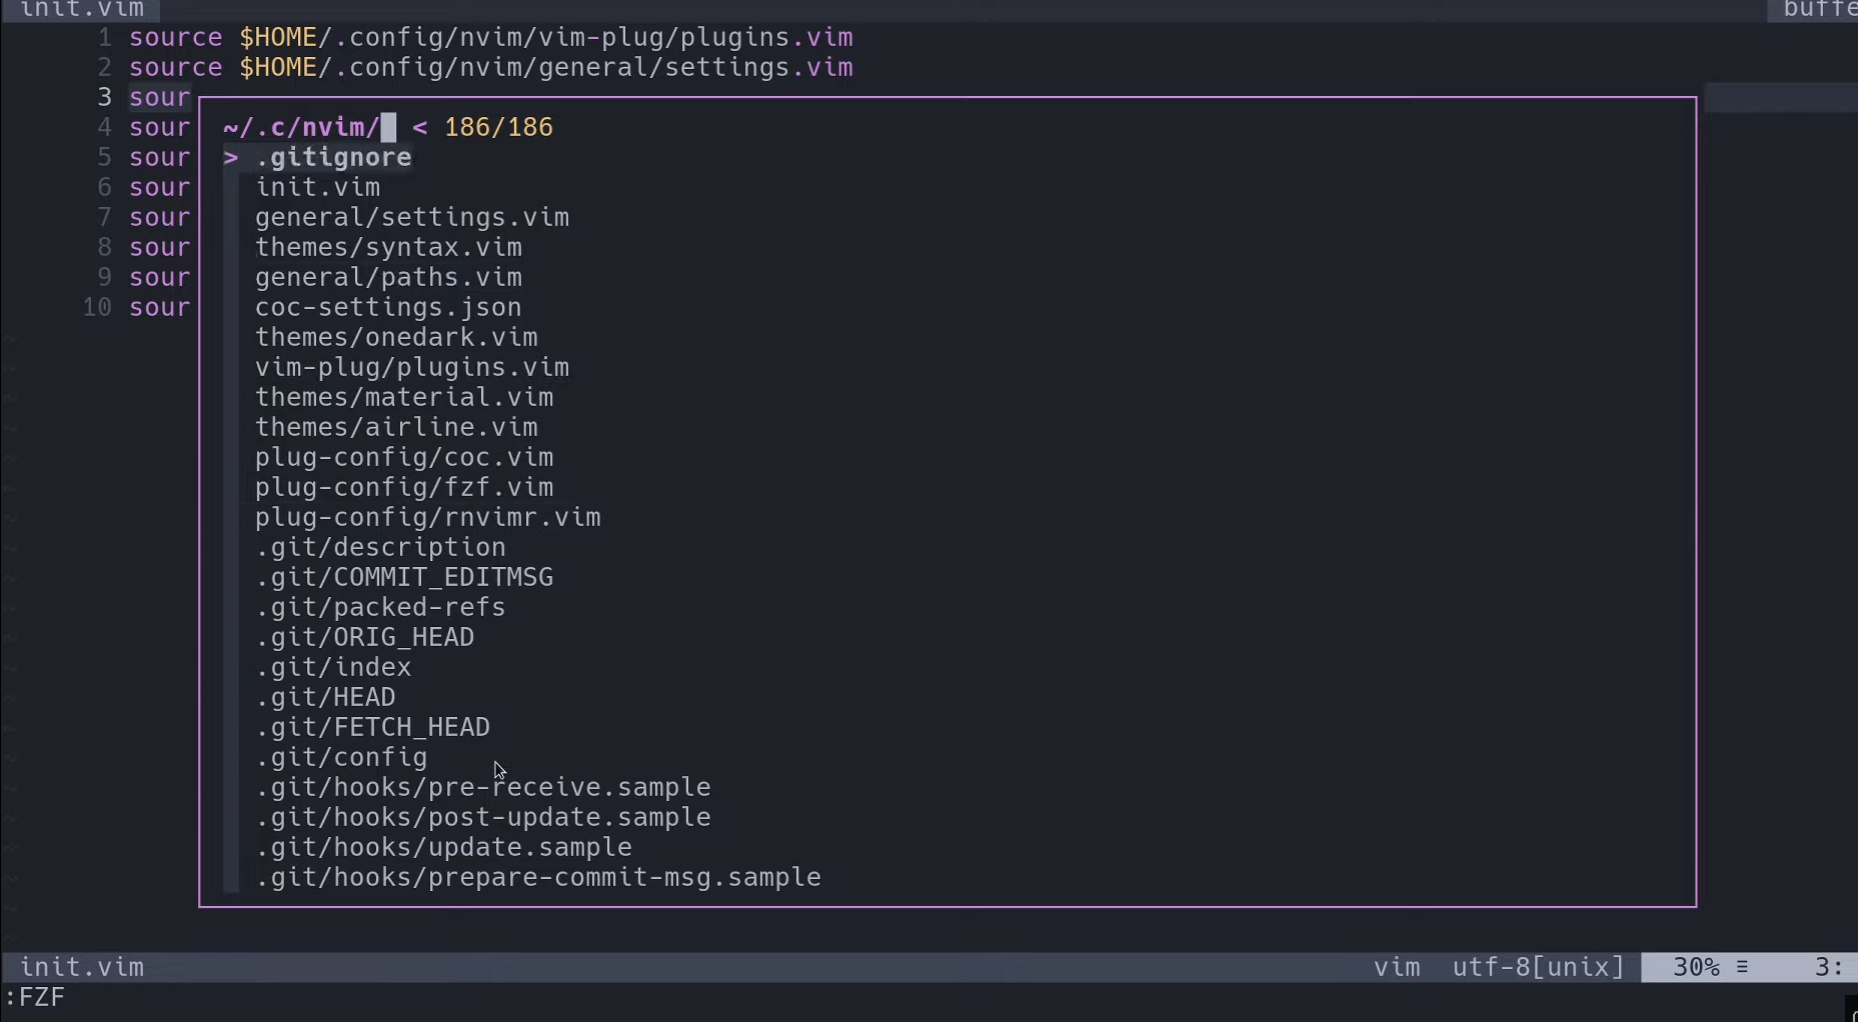 init.vim buffe
1 source $HOME/.config/nvim/vim-plug/plugins.vim
2 source $HOME/.config/nvim/general/settings.vim
3 sour
4 sour ~/.c/nvim/ < 186/186
5 sour > .gitignore
6 sour init.vim
7 sour general/settings.vim
8 sour themes/syntax.vim
9 sour general/paths.vim
10 sour coc-settings.json
~ themes/onedark.vim
~ vim-plug/plugins.vim
~ themes/material.vim
~ themes/airline.vim
~ plug-config/coc.vim
~ plug-config/fzf.vim
~ plug-config/rnvimr.vim
~ .git/description
~ .git/COMMIT_EDITMSG
~ .git/packed-refs
~ .git/ORIG_HEAD
~ .git/index
~ .git/HEAD
~ .git/FETCH_HEAD
~ .git/config
~ .git/hooks/pre-receive.sample
~ .git/hooks/post-update.sample
~ .git/hooks/update.sample
~ .git/hooks/prepare-commit-msg.sample
~
~
init.vim vim utf-8[unix] 30% ≡ 3:
:FZF